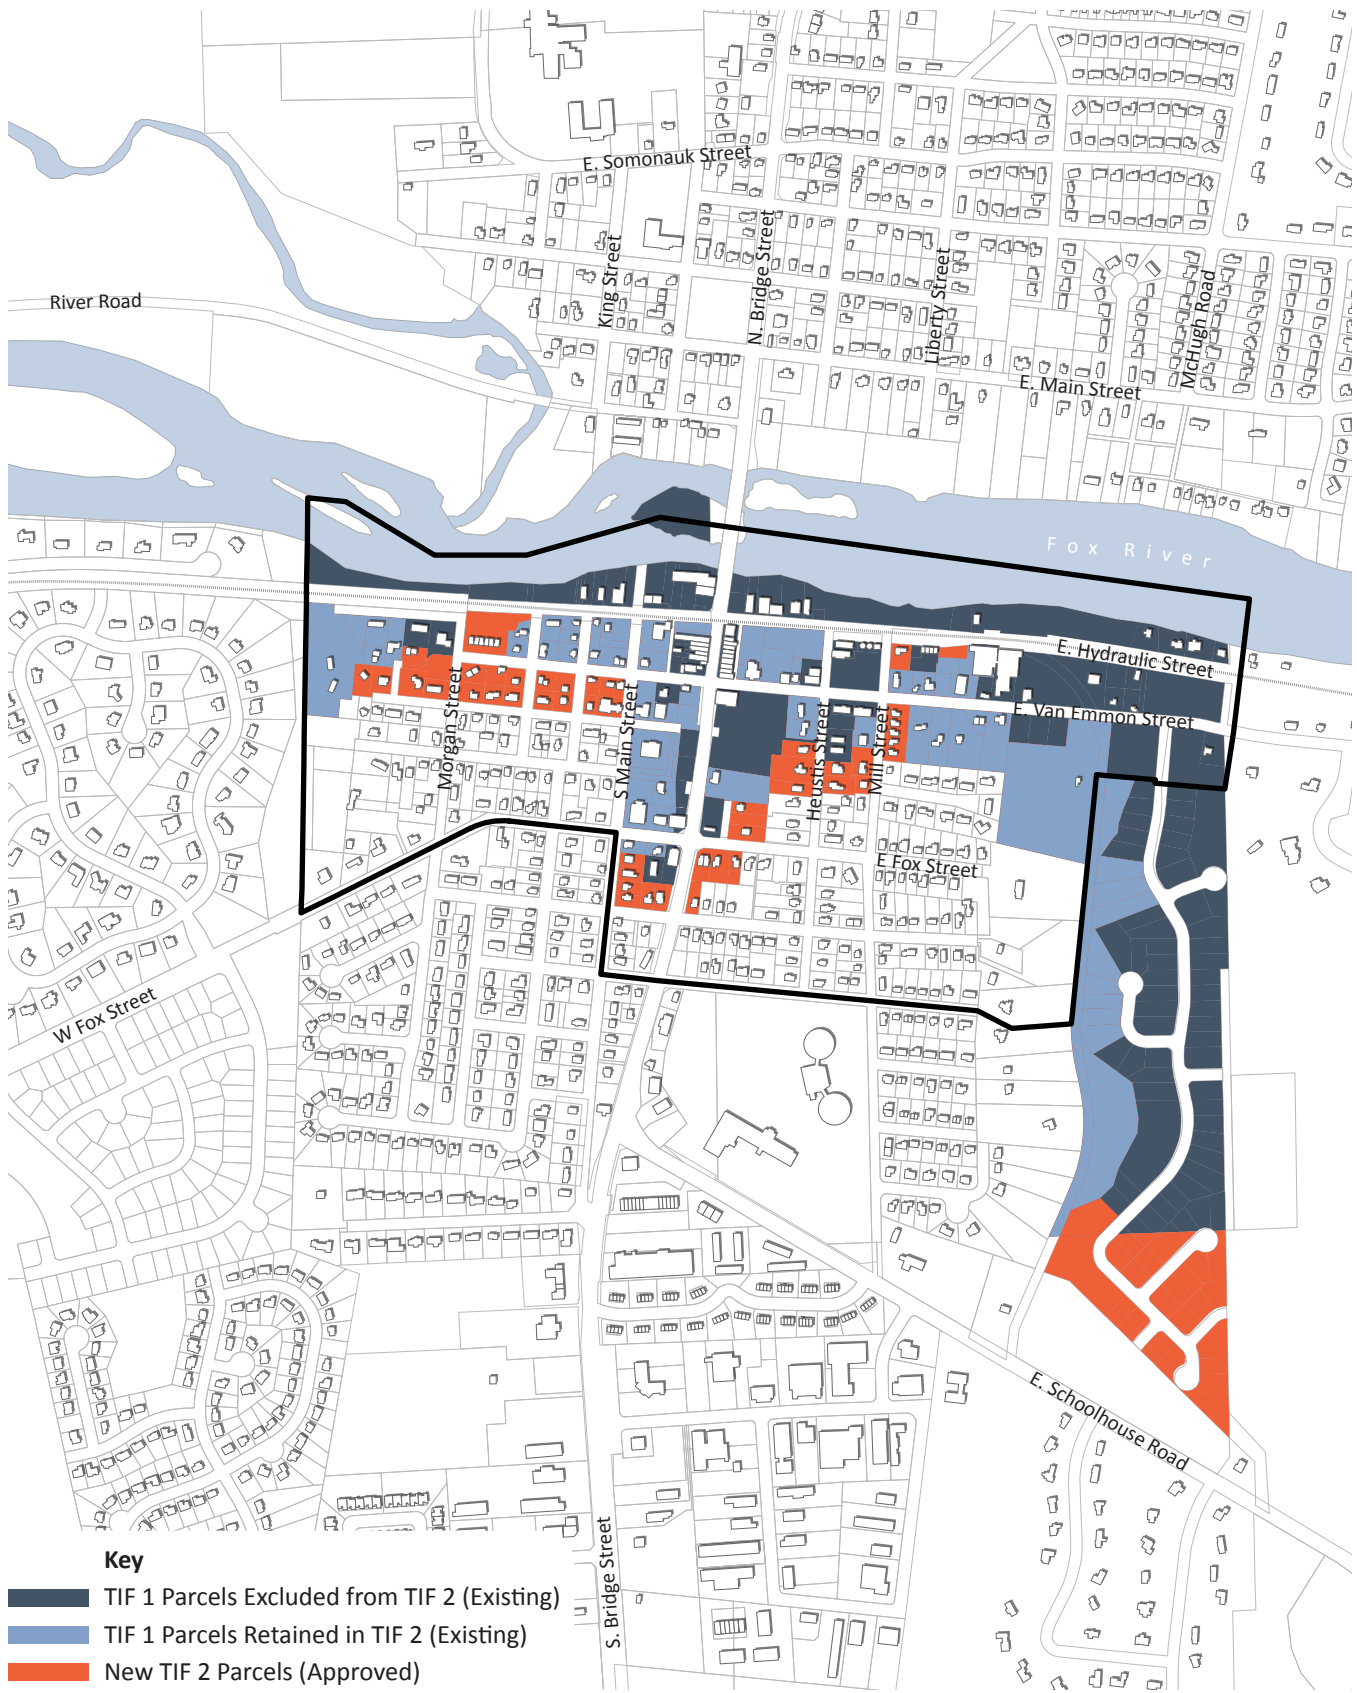 E. Somonauk Street
King Street
N. Bridge Street
Liberty Street
McHugh Road
River Road
E. Main Street
Fox River
E. Hydraulic Street
E. Van Emmon Street
Morgan Street
S Main Street
Heustis Street
Mill Street
E Fox Street
W Fox Street
E. Schoolhouse Road
S. Bridge Street
Key
TIF 1 Parcels Excluded from TIF 2 (Existing)
TIF 1 Parcels Retained in TIF 2 (Existing)
New TIF 2 Parcels (Approved)